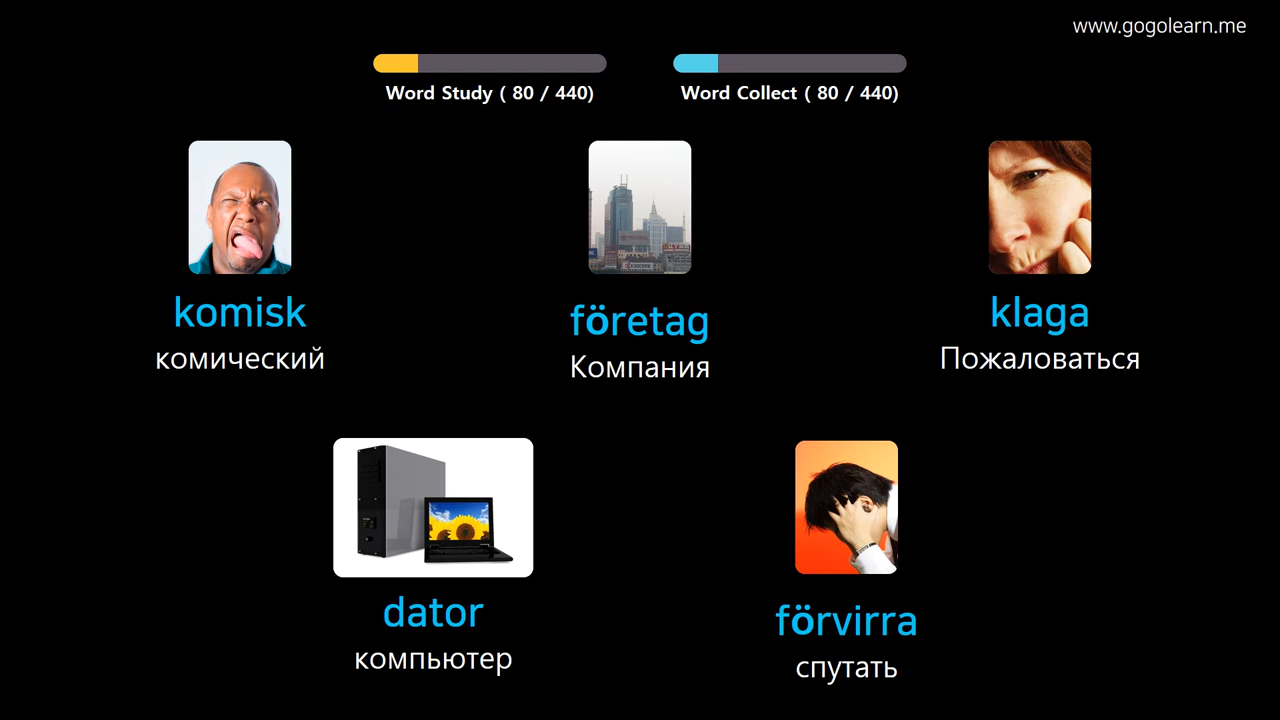 www.gogolearn.me
Word Study ( 80 / 440)
Word Collect ( 80 / 440)
komisk
комический
företag
Компания
klaga
Пожаловаться
dator
компьютер
förvirra
спутать